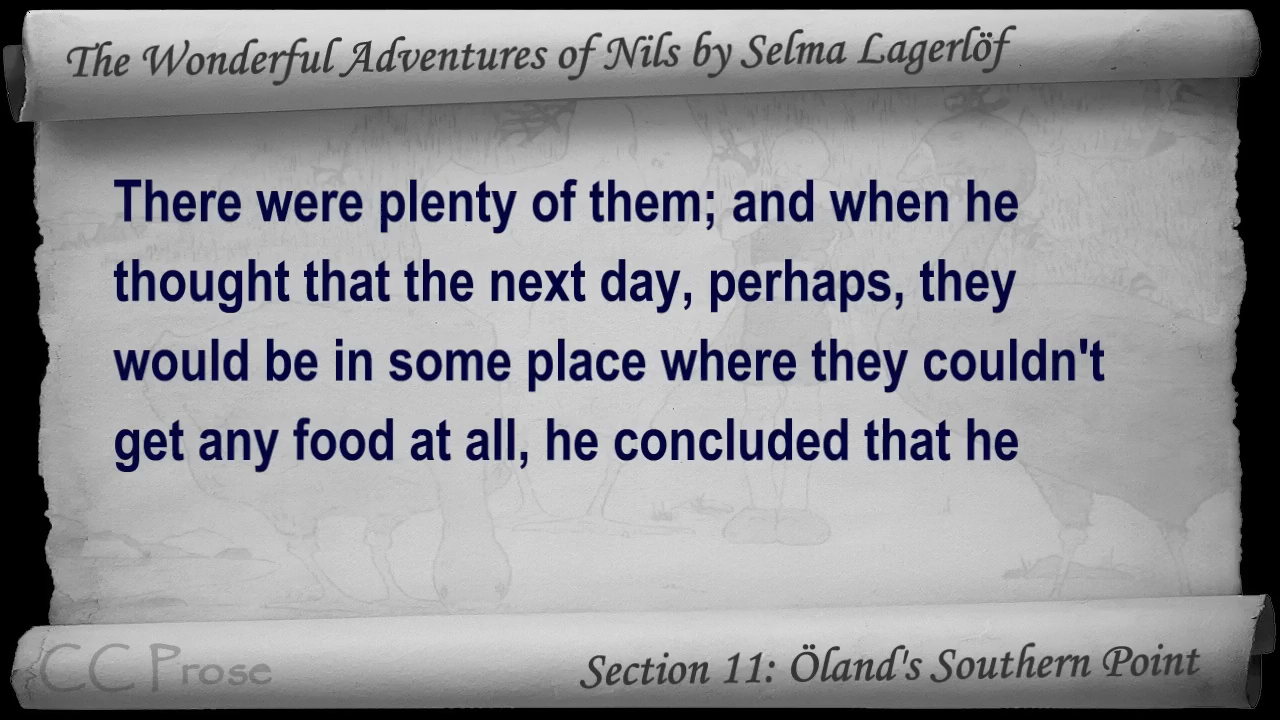 The Wonderful Adventures of Nils by Selma Lagerlöf
There were plenty of them; and when he
thought that the next day, perhaps, they
would be in some place where they couldn't
get any food at all, he concluded that he
CC Prose
Section 11: Öland's Southern Point